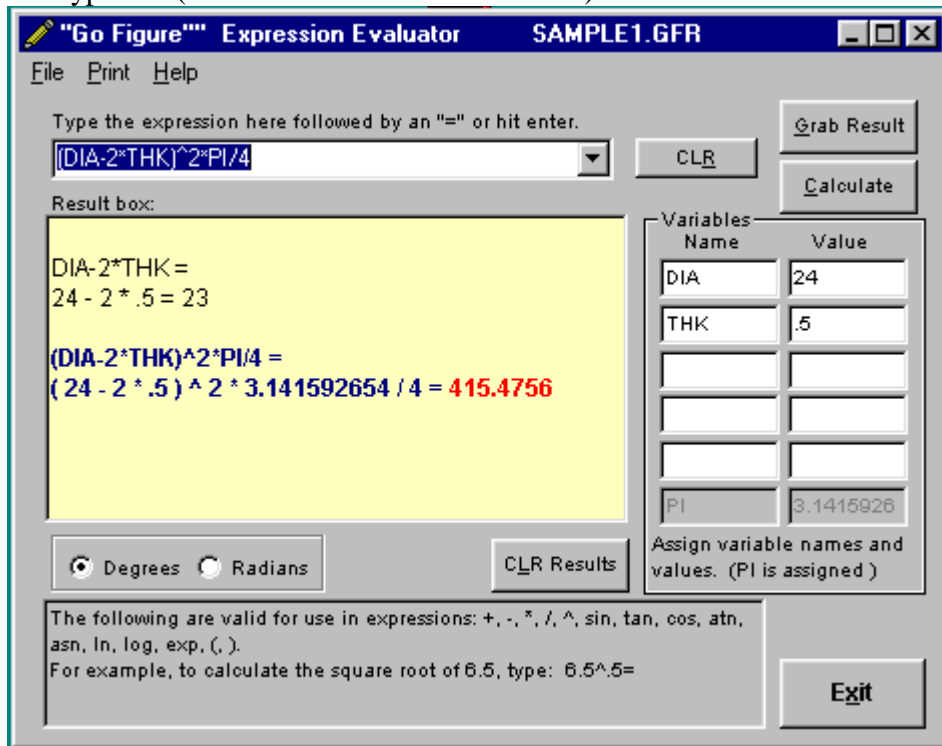 "Go Figure"" Expression Evaluator SAMPLE1.GFR
File Print Help
Type the expression here followed by an "=" or hit enter.
(DIA-2*THK)^2*PI/4
CLR
Grab Result
Calculate
Result box:
DIA-2*THK =
24 - 2 * .5 = 23
(DIA-2*THK)^2*PI/4 =
( 24 - 2 * .5 ) ^ 2 * 3.141592654 / 4 = 415.4756
Variables
Name Value
DIA 24
THK .5
PI 3.1415926
Assign variable names and
values. (PI is assigned )
Degrees Radians
CLR Results
The following are valid for use in expressions: +, -, *, /, ^, sin, tan, cos, atn,
asn, ln, log, exp, (, ).
For example, to calculate the square root of 6.5, type: 6.5^.5=
Exit